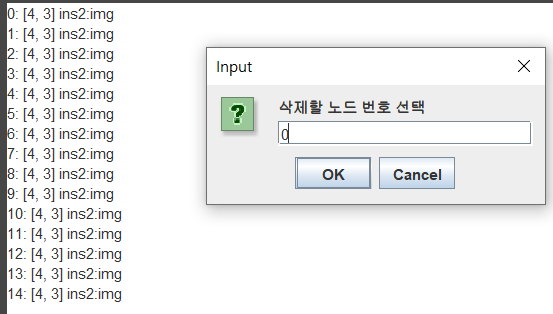 0: [4, 3] ins2:img
1: [4, 3] ins2:img
2: [4, 3] ins2:img
3: [4, 3] ins2:img
4: [4, 3] ins2:img
5: [4, 3] ins2:img
6: [4, 3] ins2:img
7: [4, 3] ins2:img
8: [4, 3] ins2:img
9: [4, 3] ins2:img
10: [4, 3] ins2:img
11: [4, 3] ins2:img
12: [4, 3] ins2:img
13: [4, 3] ins2:img
14: [4, 3] ins2:img
Input
삭제할 노드 번호 선택
0
OK
Cancel